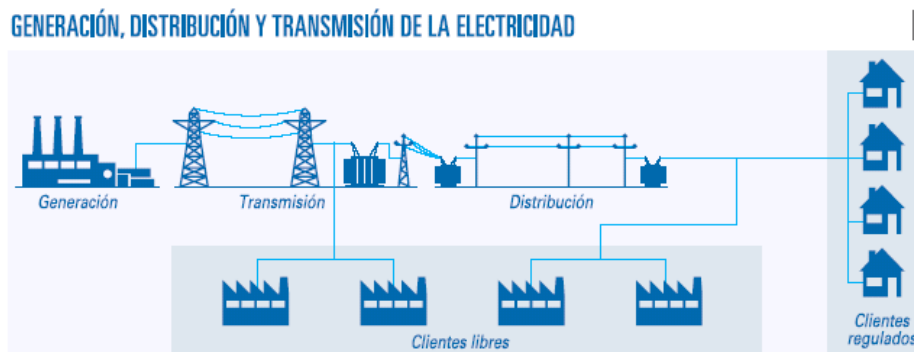 GENERACIÓN, DISTRIBUCIÓN Y TRANSMISIÓN DE LA ELECTRICIDAD
Generación
Transmisión
Distribución
Clientes libres
Clientes
regulados